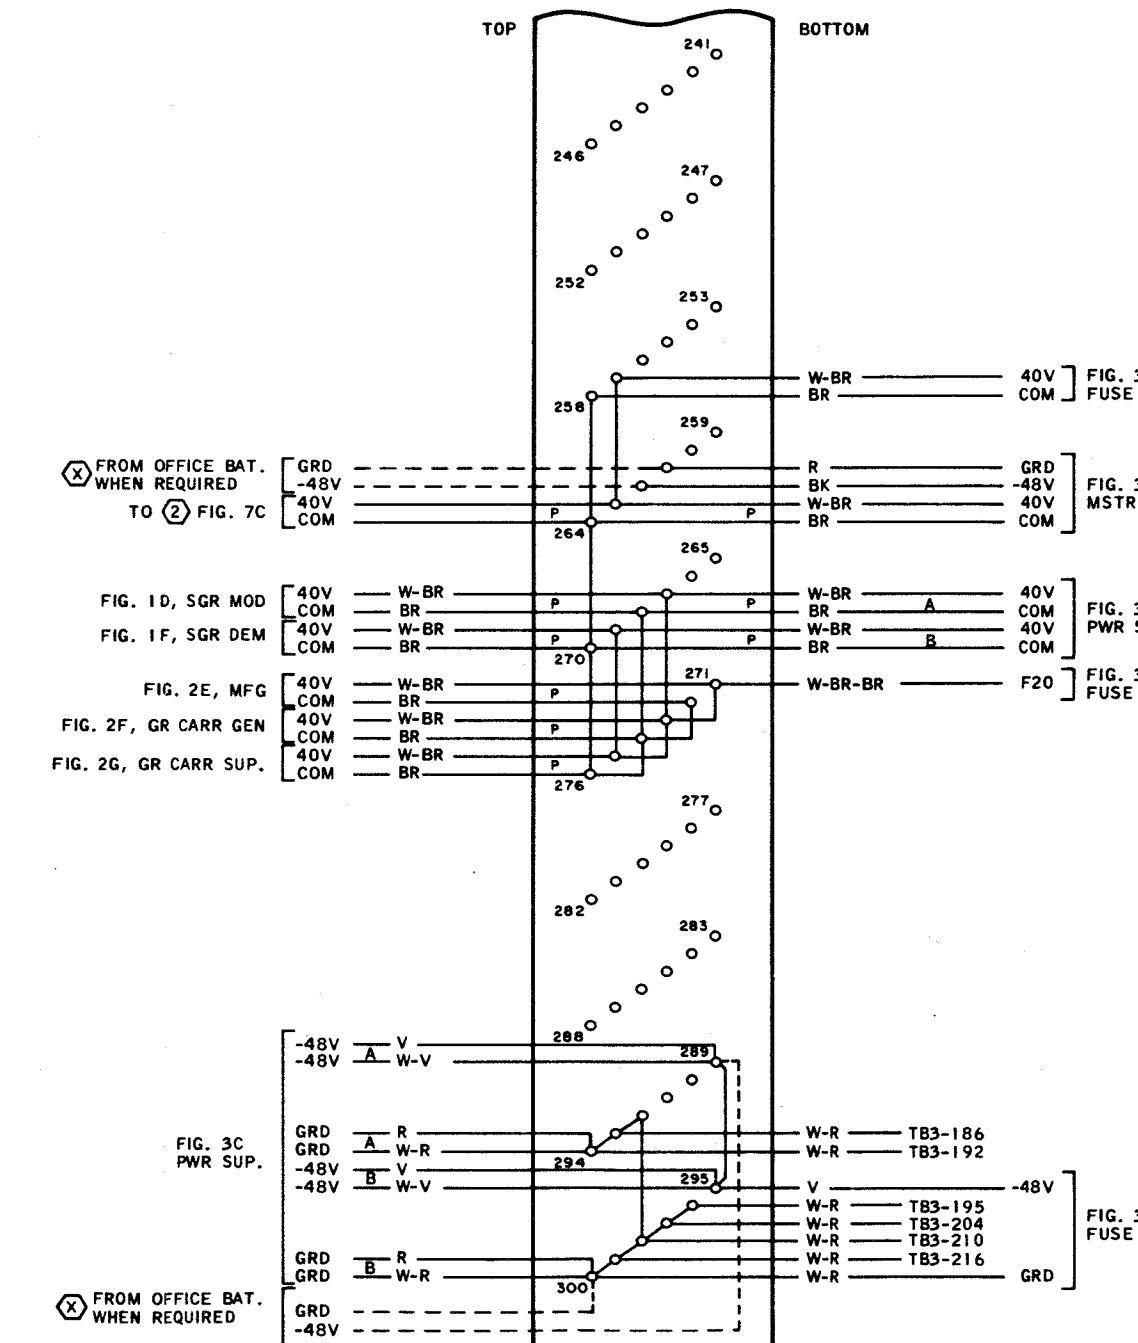 TOP BOTTOM
241
246
247
252
253
W-BR 40V FIG. 3
258 BR COM FUSE
259
X FROM OFFICE BAT. GRD R GRD
WHEN REQUIRED -48V BK -48V FIG. 3
TO 2 FIG. 7C 40V W-BR 40V MSTR
COM P P BR COM
264
265
FIG. 1D, SGR MOD 40V W-BR W-BR 40V
COM BR P P BR A COM FIG. 3
FIG. 1F, SGR DEM 40V W-BR W-BR 40V PWR S
COM BR P P BR B COM
270
271
FIG. 2E, MFG 40V W-BR W-BR-BR F20 FIG. 3
COM BR P FUSE
FIG. 2F, GR CARR GEN 40V W-BR
COM BR P
FIG. 2G, GR CARR SUP. 40V W-BR
COM BR P
276
277
282
283
288
-48V V
-48V A W-V 289
FIG. 3C
PWR SUP.
GRD R W-R TB3-186
GRD A W-R W-R TB3-192
294
-48V V
-48V B W-V 295 V -48V
W-R TB3-195
W-R TB3-204 FIG. 3
W-R TB3-210 FUSE
GRD R W-R TB3-216
GRD B W-R W-R GRD
300
X FROM OFFICE BAT. GRD
WHEN REQUIRED -48V